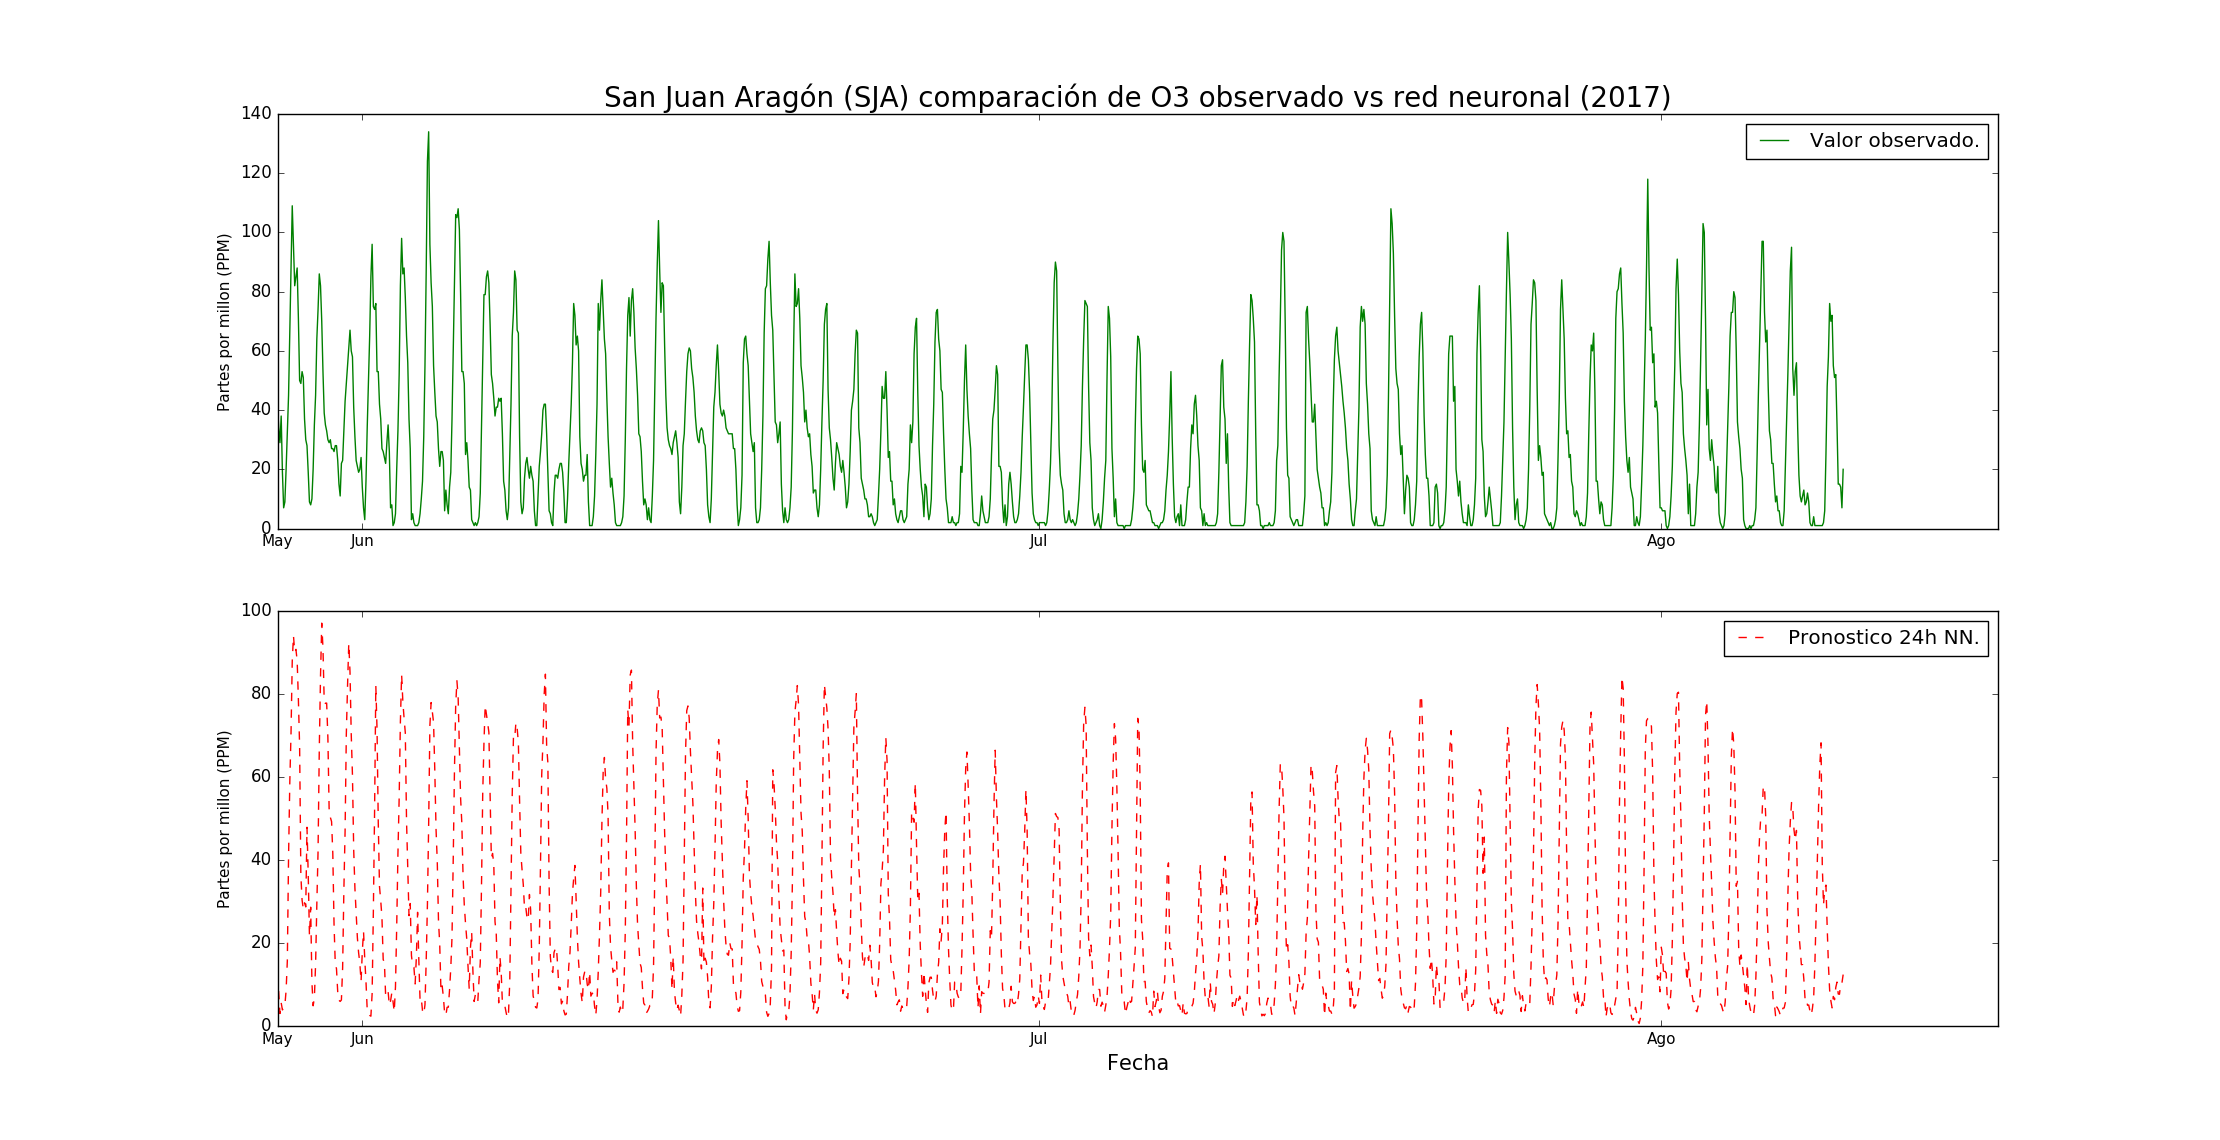 San Juan Aragón (SJA) comparación de O3 observado vs red neuronal (2017)
140
120
100
80
60
40
20
0
Partes por millon (PPM)
Valor observado.
May Jun Jul Ago
100
80
60
40
20
0
Partes por millon (PPM)
Pronostico 24h NN.
May Jun Jul Ago
Fecha